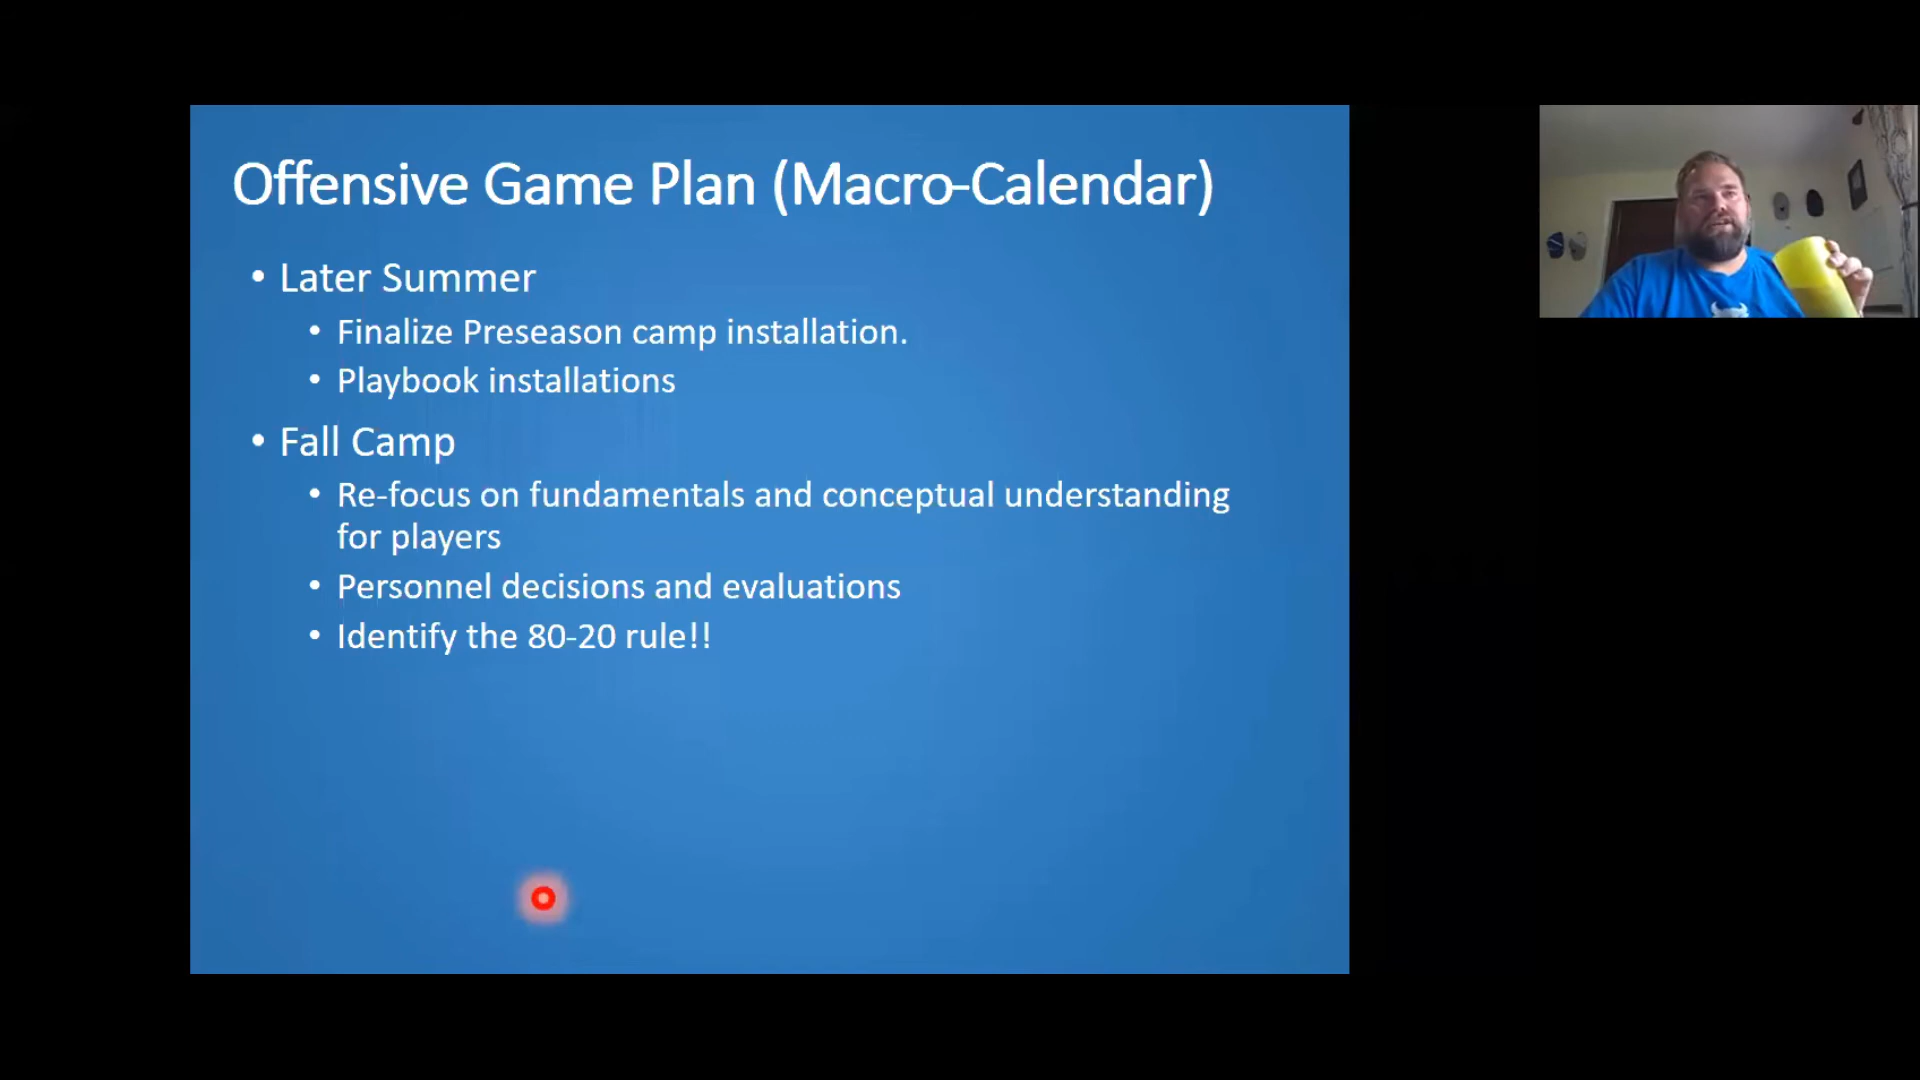 Offensive Game Plan (Macro-Calendar)
• Later Summer
• Finalize Preseason camp installation.
• Playbook installations
• Fall Camp
• Re-focus on fundamentals and conceptual understanding
for players
• Personnel decisions and evaluations
• Identify the 80-20 rule!!